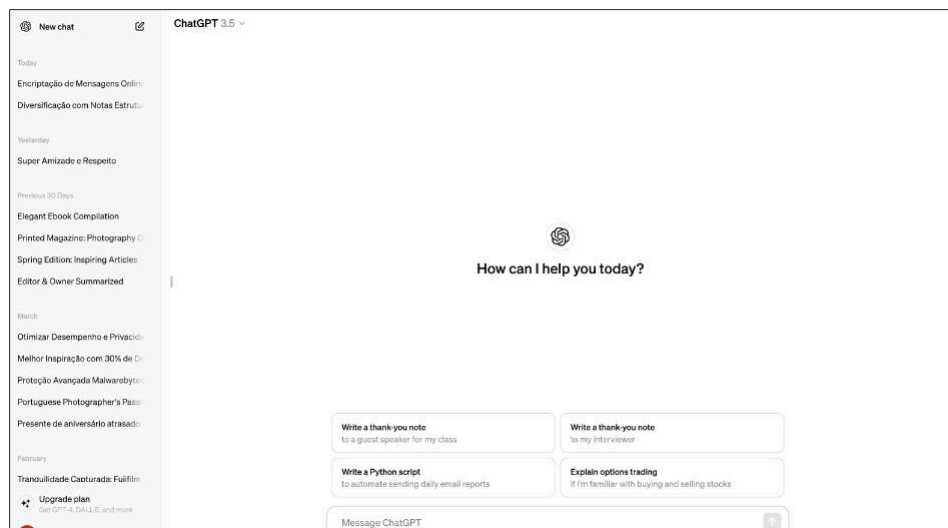 New chat
ChatGPT 3.5
Today
Encriptação de Mensagens Onlin
Diversificação com Notas Estrutu
Yesterday
Super Amizade e Respeito
Previous 30 Days
Elegant Ebook Compilation
Printed Magazine: Photography
Spring Edition: Inspiring Articles
Editor & Owner Summarized
March
Otimizar Desempenho e Privacida
Melhor Inspiração com 30% de De
Proteção Avançada Malwarebytes
Portuguese Photographer's Passi
Presente de aniversário atrasado
February
Tranquilidade Capturada: Fujifilm
Upgrade plan
Get GPT-4, DALL·E, and more
How can I help you today?
Write a thank-you note
to a guest speaker for my class
Write a thank-you note
to my interviewer
Write a Python script
to automate sending daily email reports
Explain options trading
if I'm familiar with buying and selling stocks
Message ChatGPT